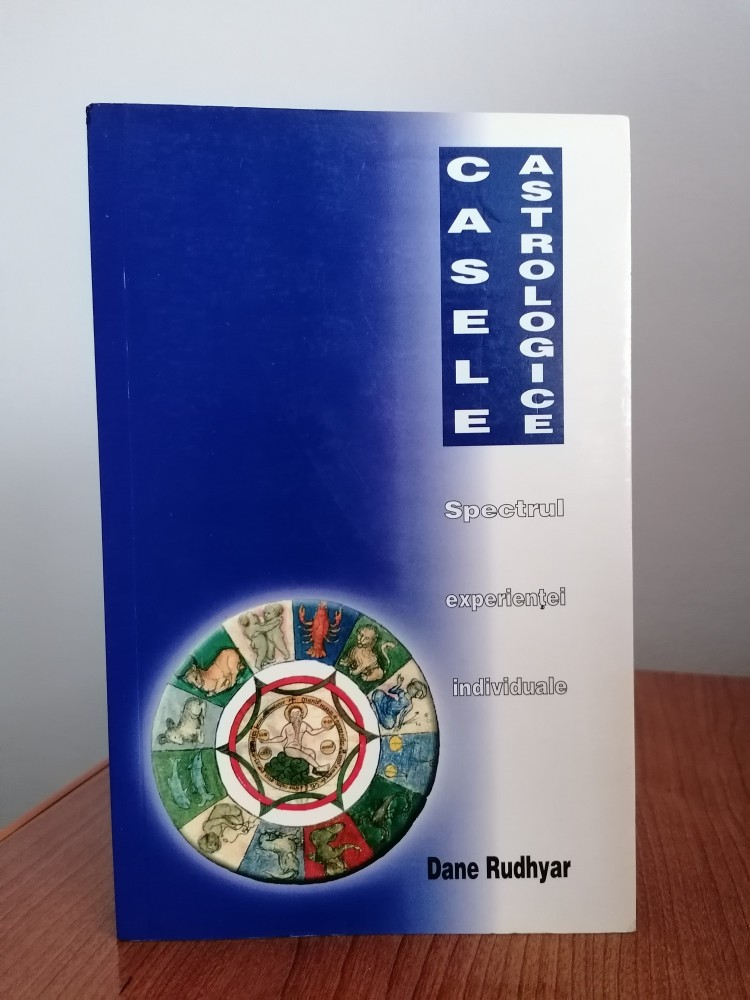 CASELE
ASTROLOGICE
Spectrul
experienței
individuale
Dane Rudhyar